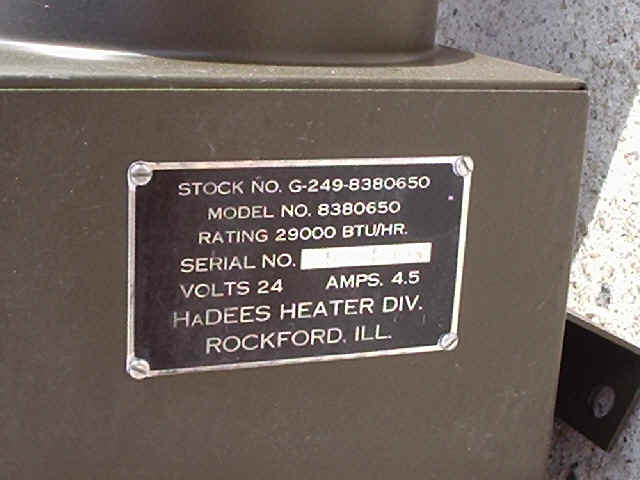 STOCK NO. G-249-8380650
MODEL NO. 8380650
RATING 29000 BTU/HR.
SERIAL NO.
VOLTS 24 AMPS. 4.5
HADEES HEATER DIV.
ROCKFORD, ILL.